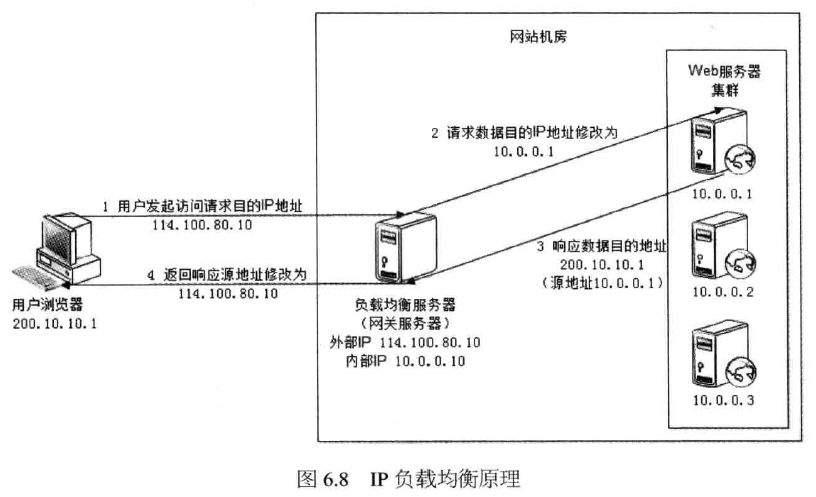 网站机房
Web服务器
集群
2 请求数据目的IP地址修改为
10.0.0.1
10.0.0.1
1 用户发起访问请求目的IP地址
114.100.80.10
3 响应数据目的地址
200.10.10.1
(源地址10.0.0.1)
4 返回响应源地址修改为
114.100.80.10
10.0.0.2
用户浏览器
200.10.10.1
负载均衡服务器
(网关服务器)
外部IP 114.100.80.10
内部IP 10.0.0.10
10.0.0.3
图 6.8 IP 负载均衡原理